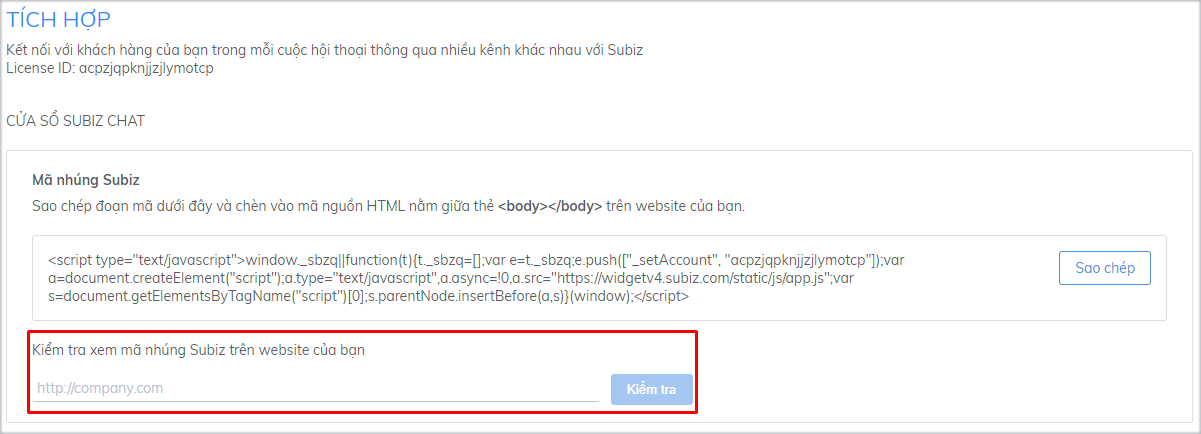 TÍCH HỢP
Kết nối với khách hàng của bạn trong mỗi cuộc hội thoại thông qua nhiều kênh khác nhau với Subiz
License ID: acpzjqpknjjzjlymotcp
CỬA SỔ SUBIZ CHAT
Mã nhúng Subiz
Sao chép đoạn mã dưới đây và chèn vào mã nguồn HTML nằm giữa thẻ <body></body> trên website của bạn.
<script type="text/javascript">window._sbzq||function(t){t._sbzq=[];var e=t._sbzq;e.push(["_setAccount", "acpzjqpknjjzjlymotcp"]);var
a=document.createElement("script");a.type="text/javascript",a.async=!0,a.src="https://widgetv4.subiz.com/static/js/app.js";var
s=document.getElementsByTagName("script")[0];s.parentNode.insertBefore(a,s)}(window);</script>
Sao chép
Kiểm tra xem mã nhúng Subiz trên website của bạn
http://company.com
Kiểm tra